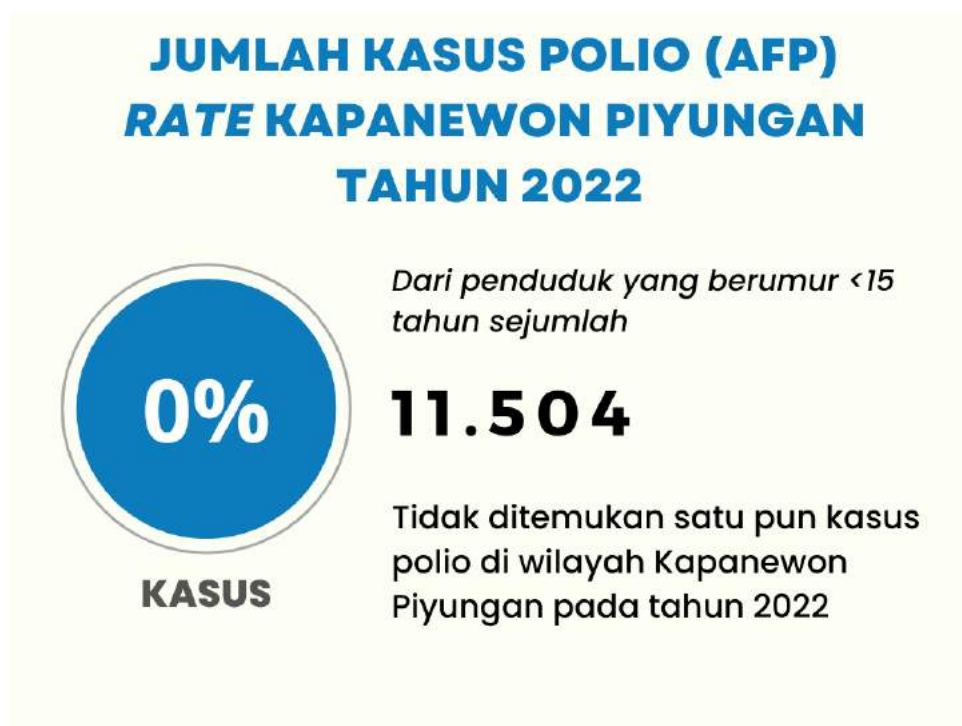 JUMLAH KASUS POLIO (AFP)
RATE KAPANEWON PIYUNGAN
TAHUN 2022
0%
KASUS
Dari penduduk yang berumur <15
tahun sejumlah
11.504
Tidak ditemukan satu pun kasus
polio di wilayah Kapanewon
Piyungan pada tahun 2022